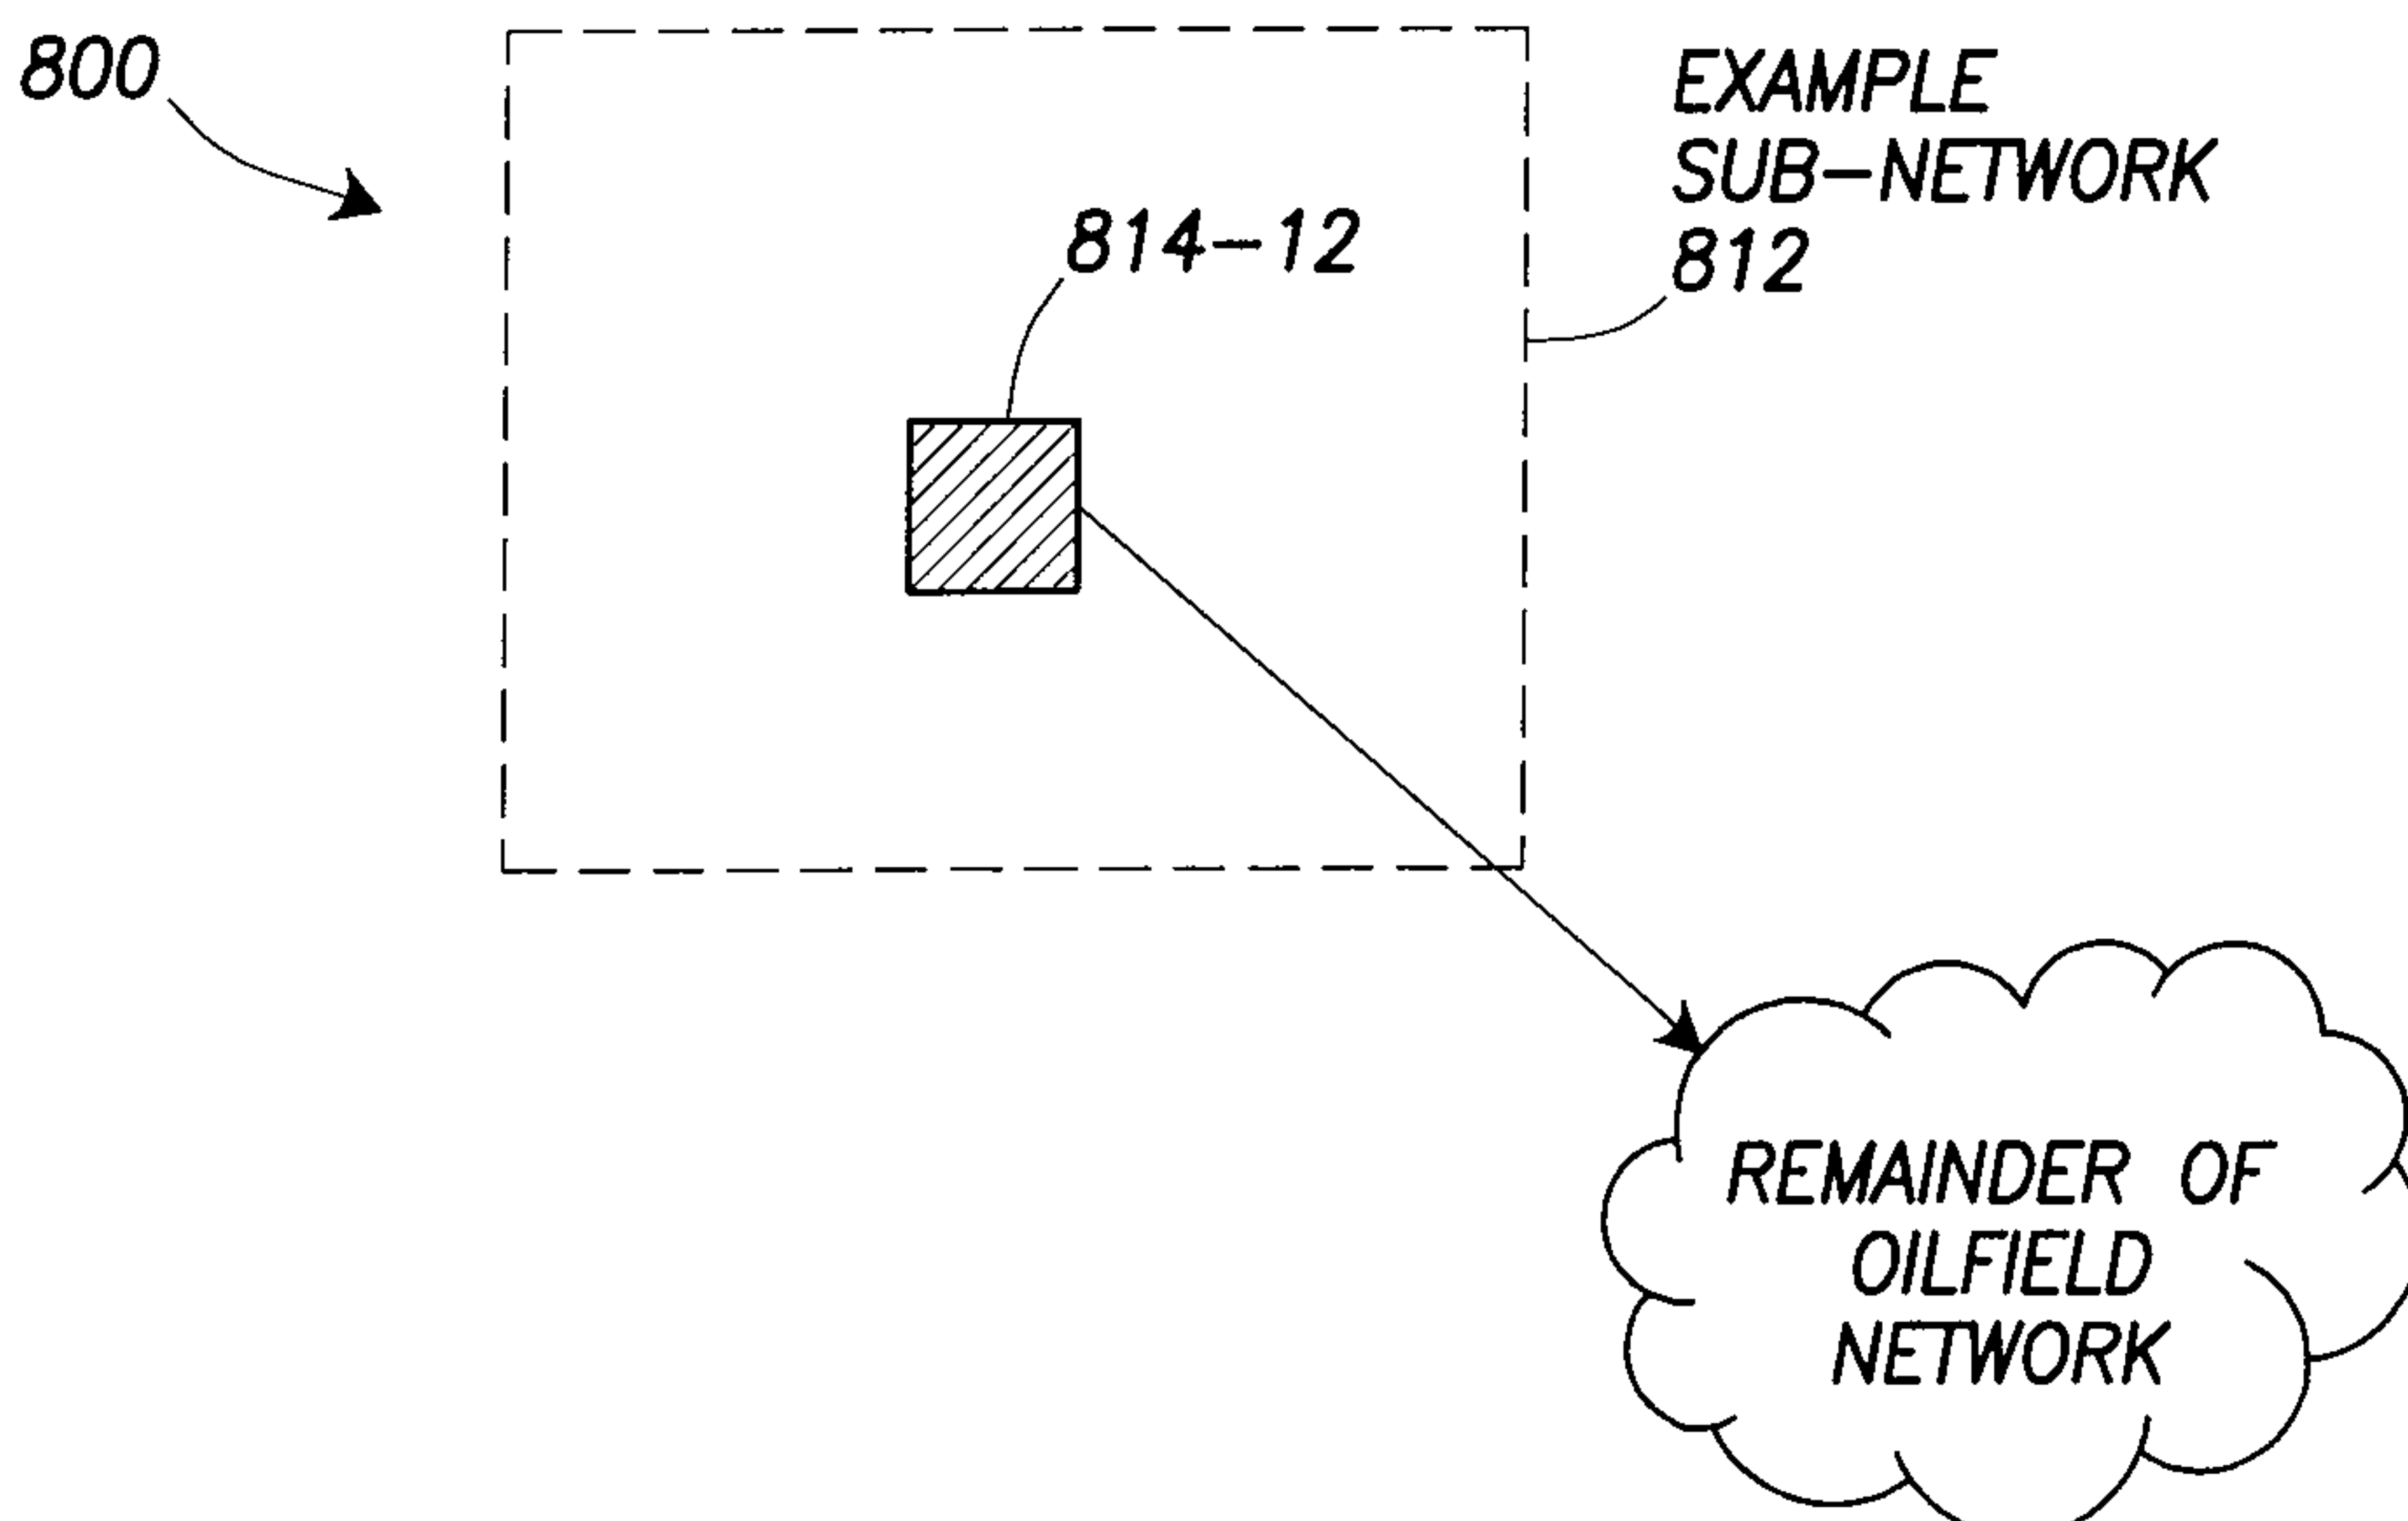 800
EXAMPLE
SUB-NETWORK
812
814-12
REMAINDER OF
OILFIELD
NETWORK